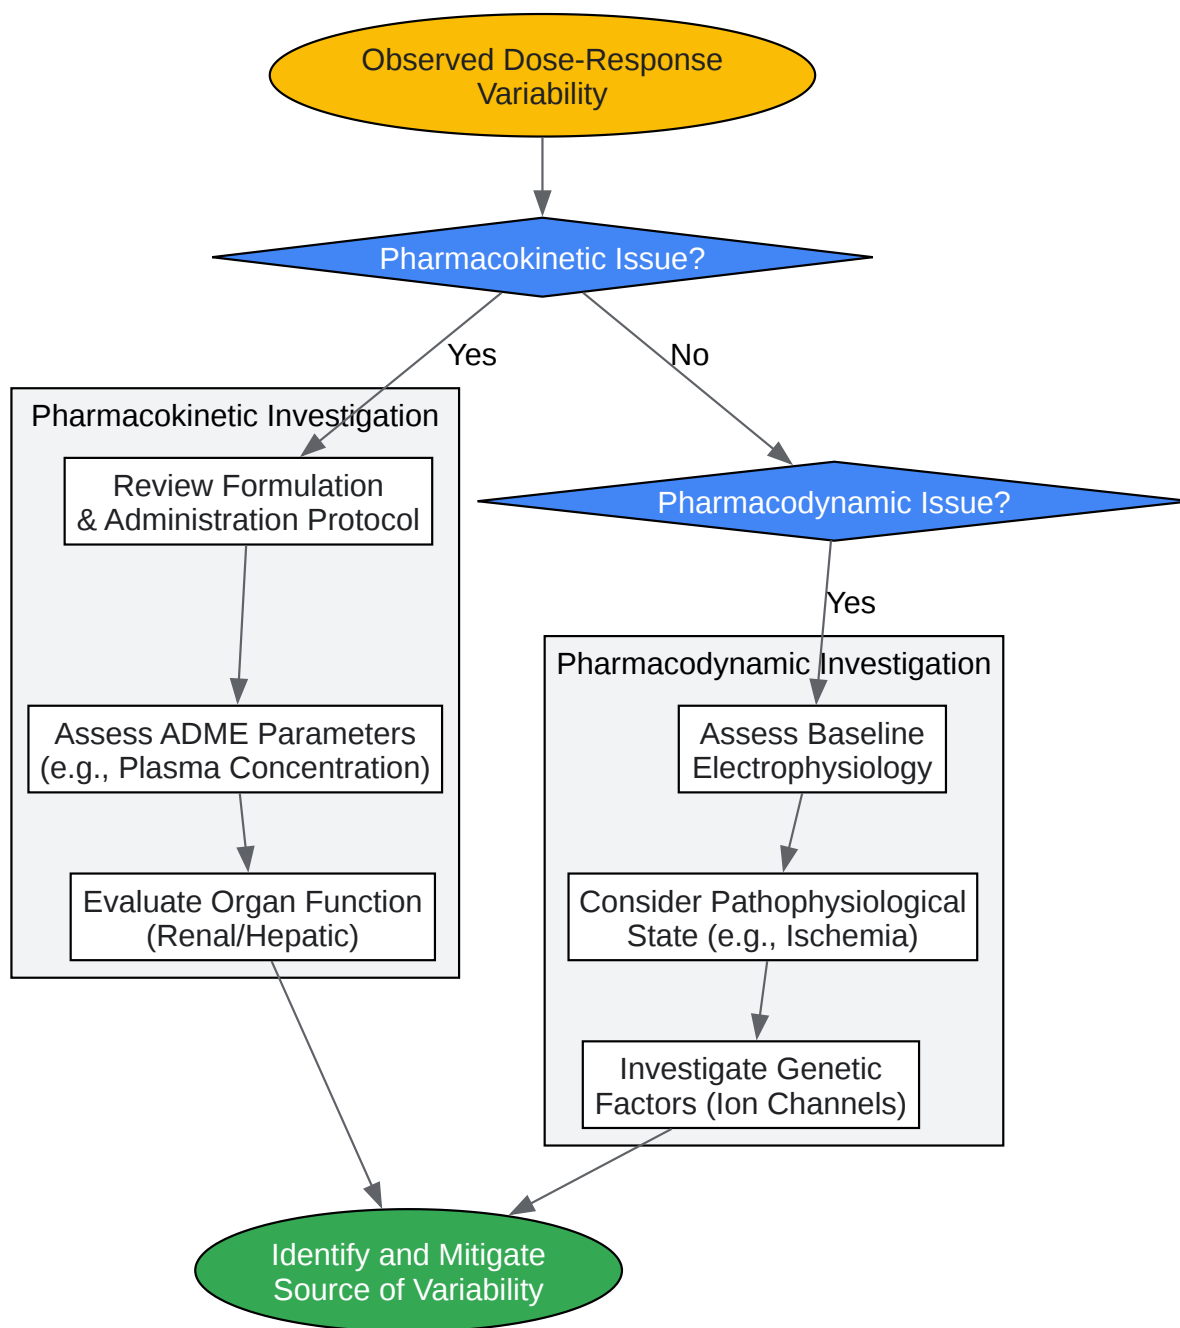 Observed Dose-Response
Variability
Pharmacokinetic Issue?
Yes
No
Pharmacokinetic Investigation
Review Formulation
& Administration Protocol
Pharmacodynamic Issue?
Yes
Pharmacodynamic Investigation
Assess ADME Parameters
(e.g., Plasma Concentration)
Assess Baseline
Electrophysiology
Evaluate Organ Function
(Renal/Hepatic)
Consider Pathophysiological
State (e.g., Ischemia)
Investigate Genetic
Factors (Ion Channels)
Identify and Mitigate
Source of Variability